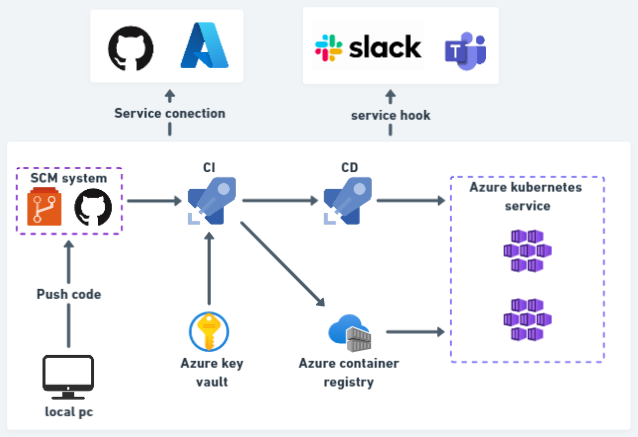 slack
T
Service conection
service hook
SCM system
CI
CD
Azure kubernetes
service
Push code
Azure key
vault
Azure container
registry
local pc